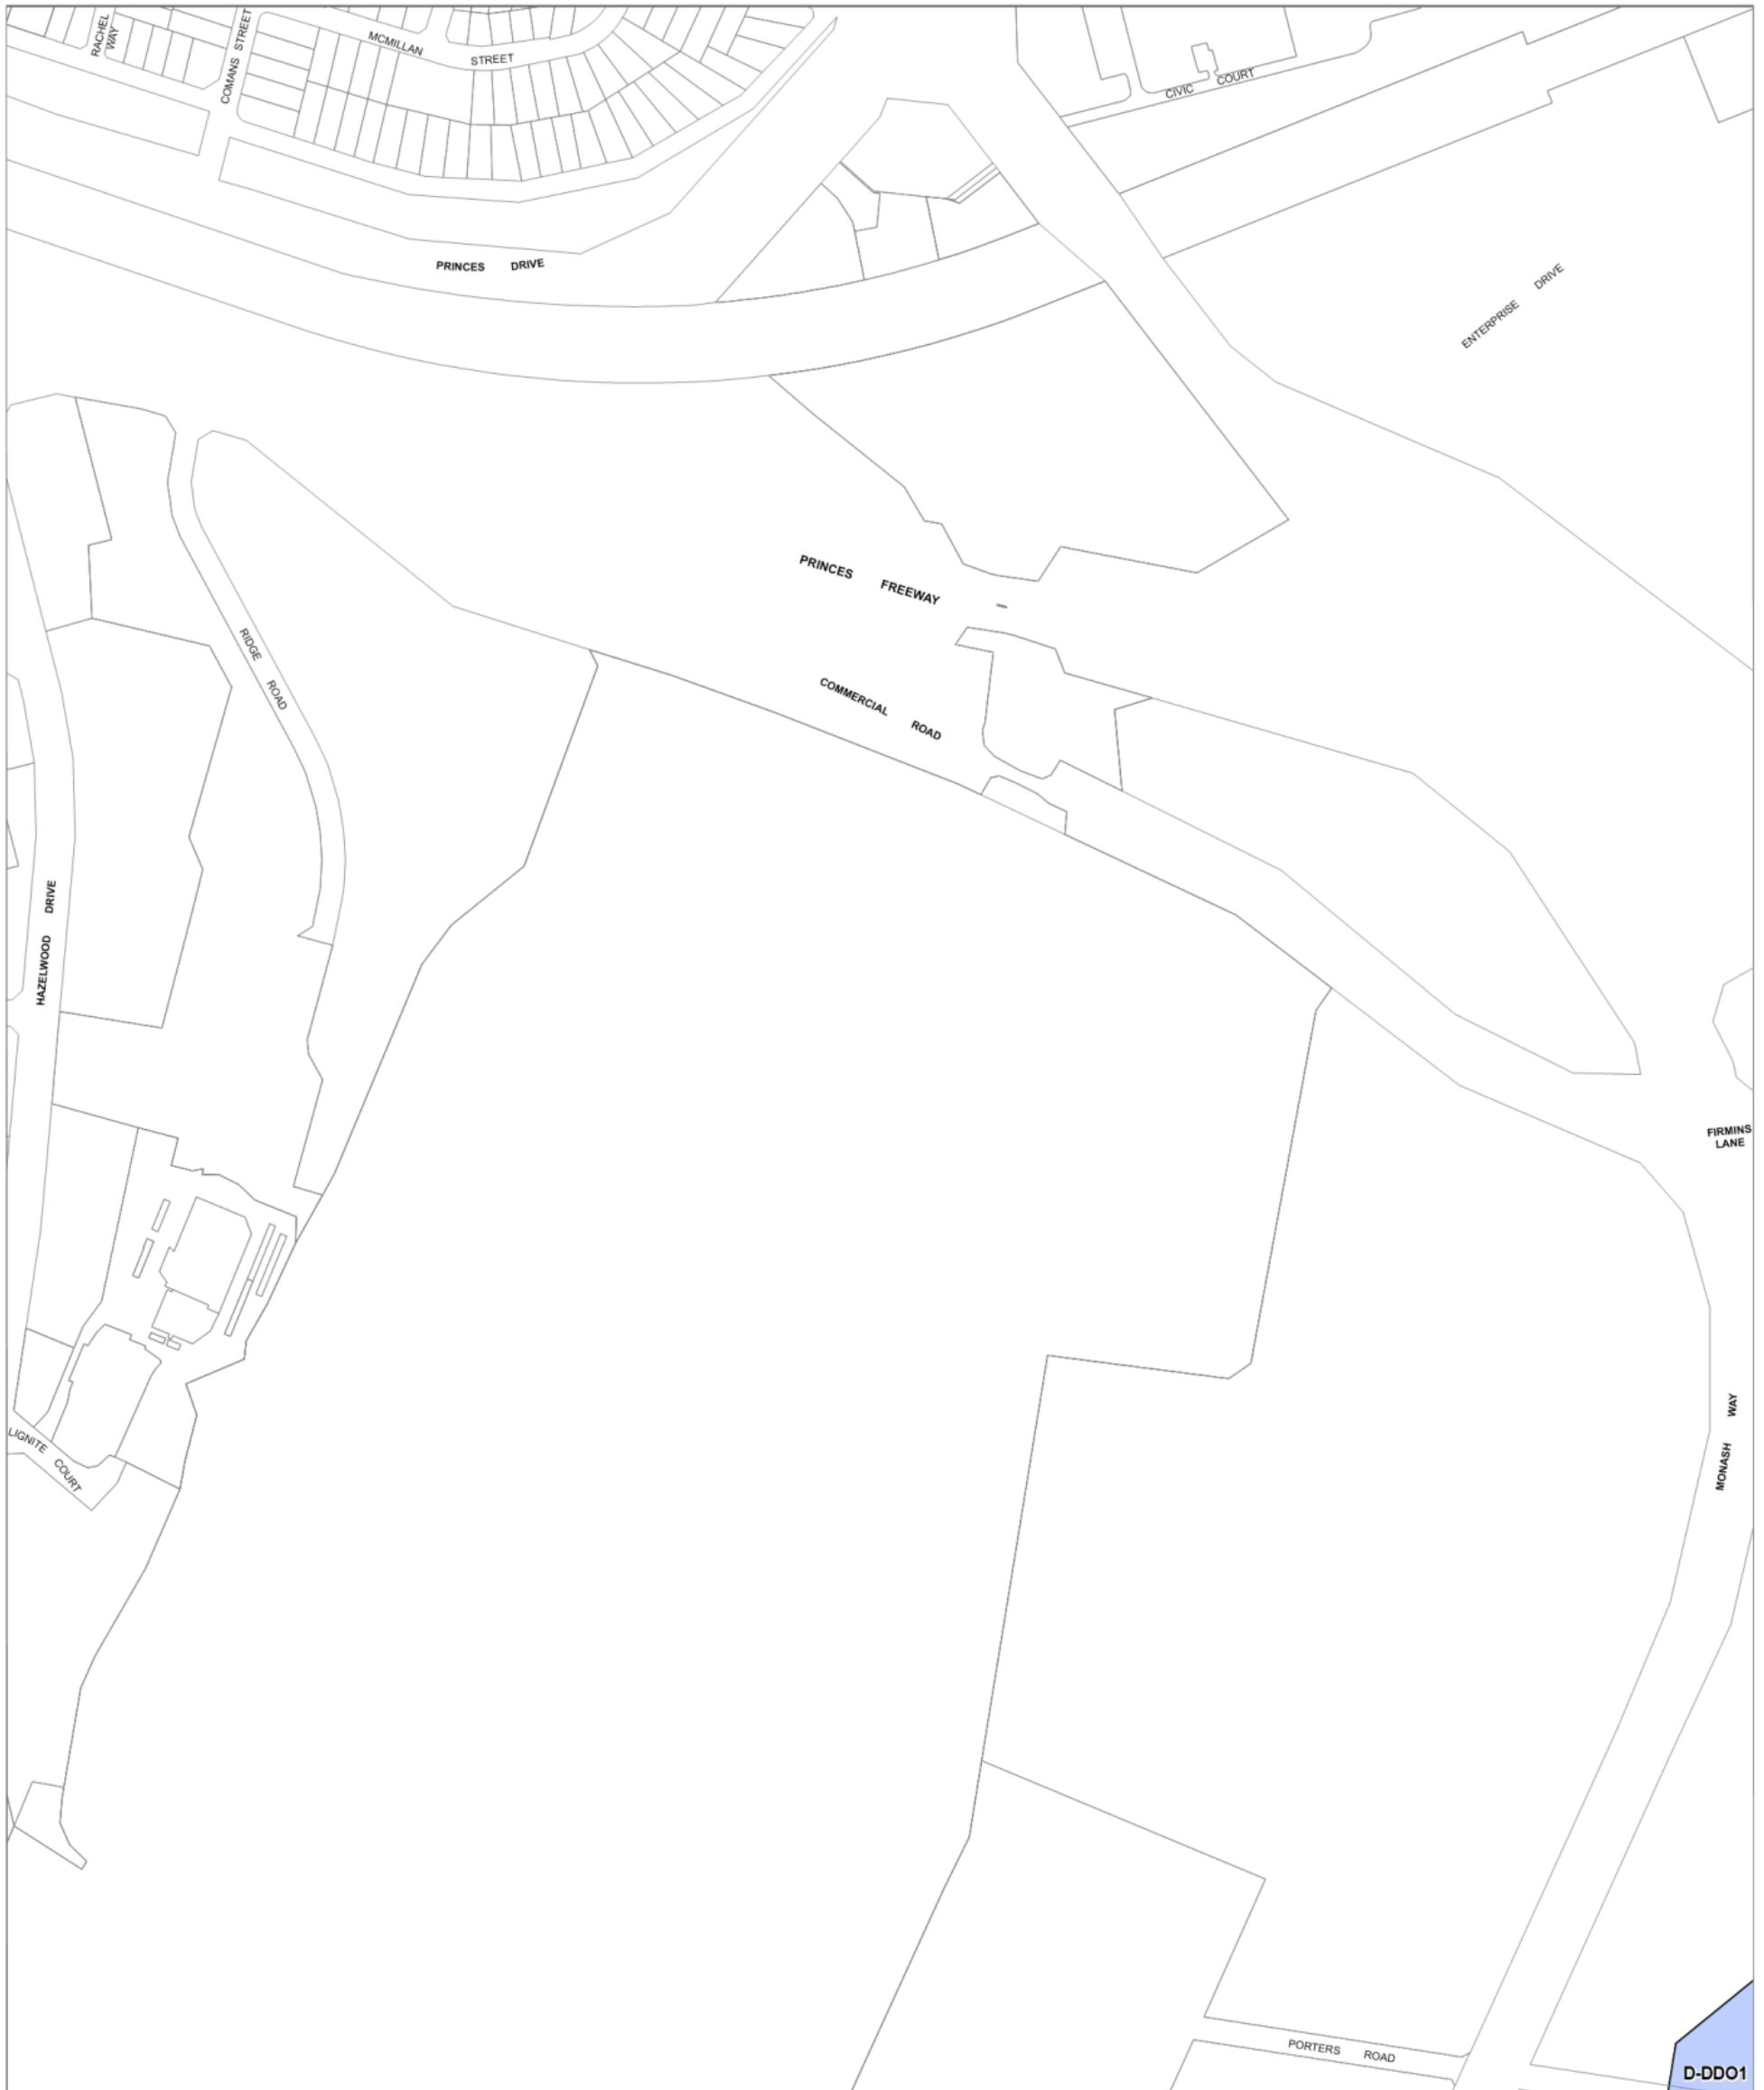 RACHEL
WAY
COMANS STREET
MCMILLAN STREET
CIVIC COURT
PRINCES DRIVE
ENTERPRISE DRIVE
PRINCES FREEWAY
RIDGE ROAD
COMMERCIAL ROAD
HAZELWOOD DRIVE
FIRMINS
LANE
MONASH WAY
LIGNITE COURT
PORTERS ROAD
D-DDO1